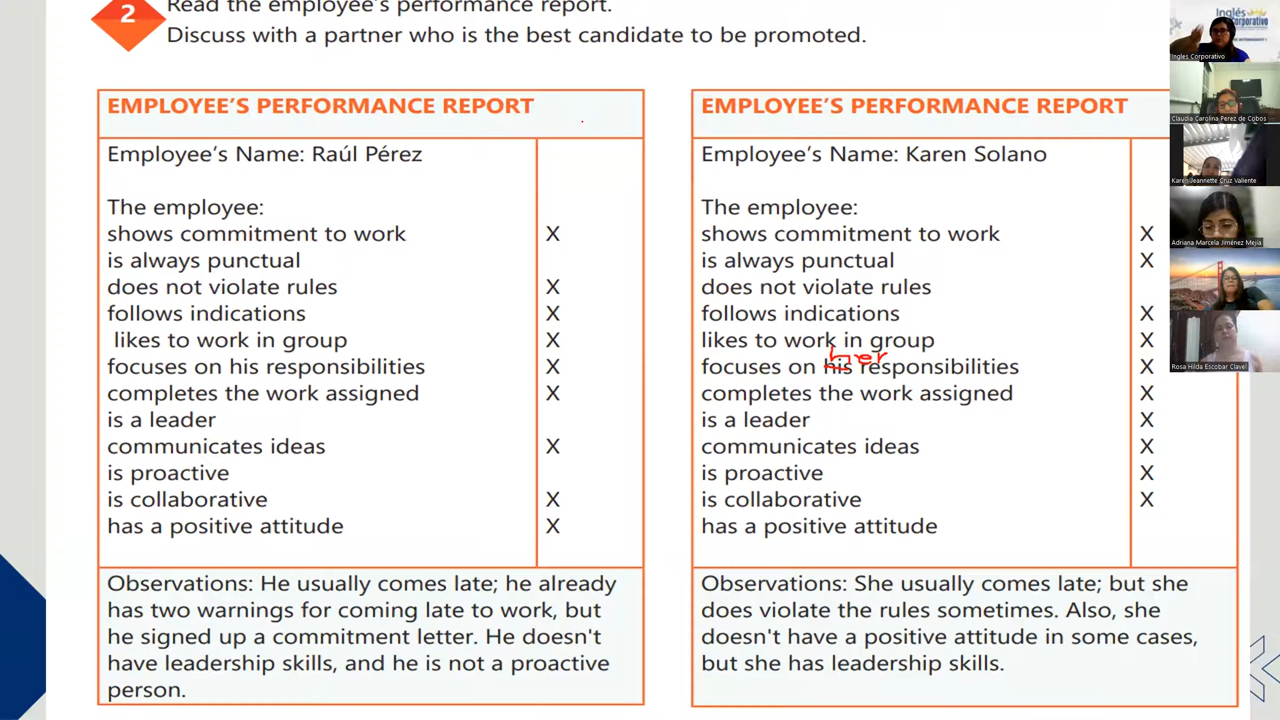 2
Read the employee's performance report.
Discuss with a partner who is the best candidate to be promoted.
EMPLOYEE'S PERFORMANCE REPORT
Employee's Name: Raúl Pérez
The employee:
shows commitment to work X
is always punctual
does not violate rules X
follows indications X
likes to work in group X
focuses on his responsibilities X
completes the work assigned X
is a leader
communicates ideas X
is proactive
is collaborative X
has a positive attitude X
Observations: He usually comes late; he already
has two warnings for coming late to work, but
he signed up a commitment letter. He doesn't
have leadership skills, and he is not a proactive
person.
EMPLOYEE'S PERFORMANCE REPORT
Employee's Name: Karen Solano
The employee:
shows commitment to work X
is always punctual X
does not violate rules
follows indications X
likes to work in group X
her
focuses on his responsibilities X
completes the work assigned X
is a leader X
communicates ideas X
is proactive X
is collaborative X
has a positive attitude
Observations: She usually comes late; but she
does violate the rules sometimes. Also, she
doesn't have a positive attitude in some cases,
but she has leadership skills.
Inglés
Corporativo
Ingles Corporativo
Claudia Carolina Perez de Cobos
Karen Jeannette Cruz Valiente
Adriana Marcela Jiménez Mejía
Rosa Hilda Escobar Clavel